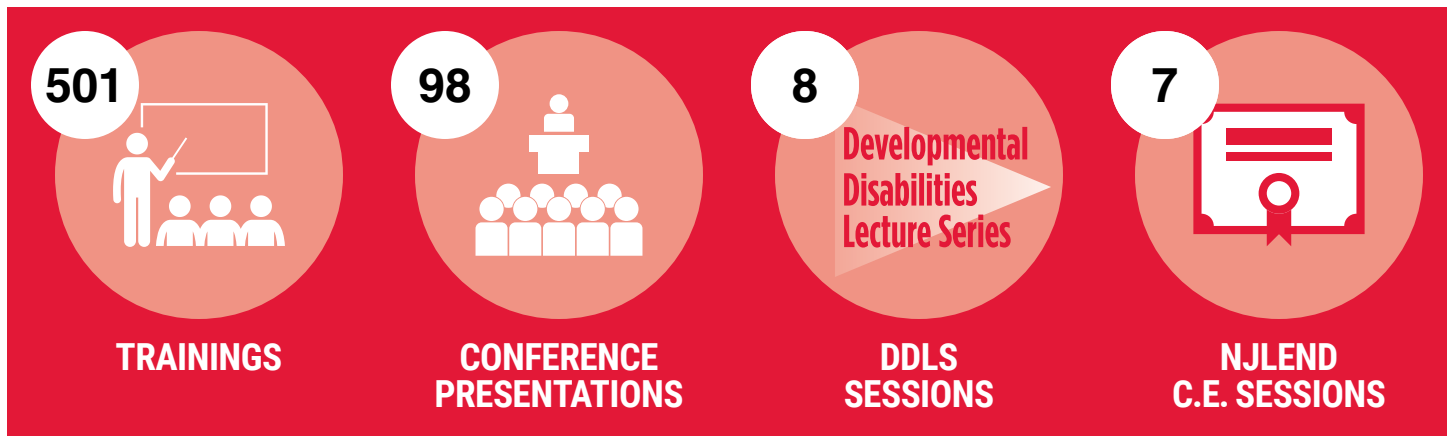 501
TRAININGS
98
CONFERENCE
PRESENTATIONS
8
Developmental
Disabilities
Lecture Series
DDLS
SESSIONS
7
NJLEND
C.E. SESSIONS